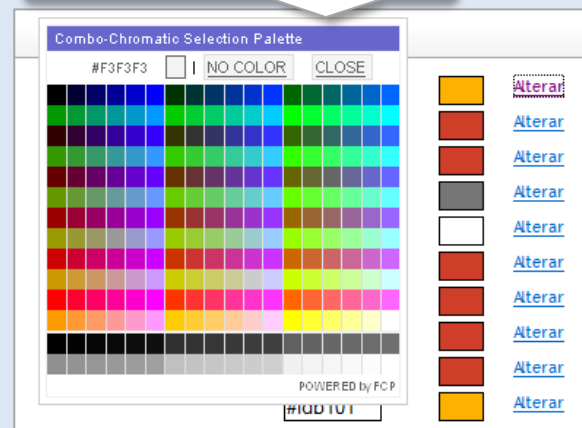 Combo-Chromatic Selection Palette
#F3F3F3 | NO COLOR CLOSE
Alterar
Alterar
Alterar
Alterar
Alterar
Alterar
Alterar
Alterar
Alterar
Alterar
POWERED by FCP